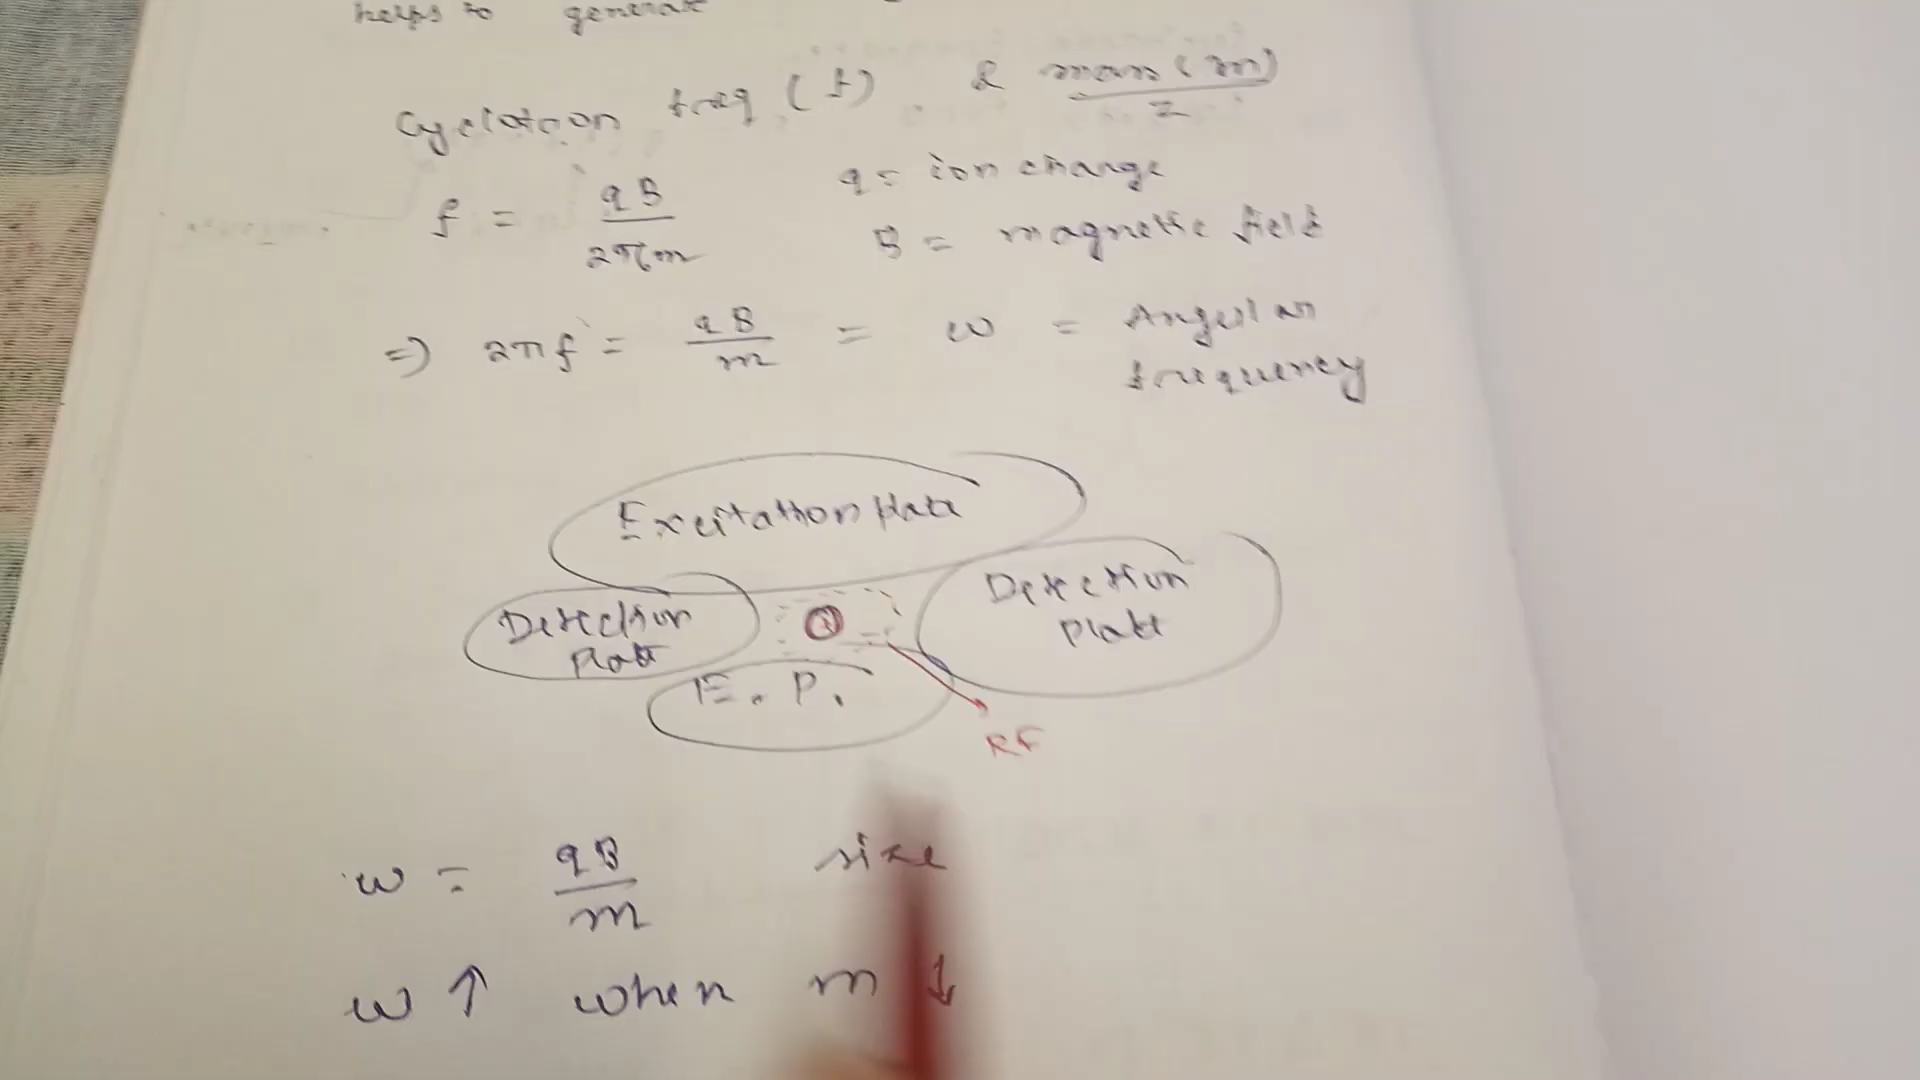 helps to generate
Cyclotron freq (f) & mass (m)
z
f = qB
2πm
q = ion charge
B = magnetic field
=> 2πf = qB/m = w = Angular
frequency
Excitation plate
Detection
plate
Detection
plate
E. P.
RF
w = qB
m
size
w ↑ when m ↓